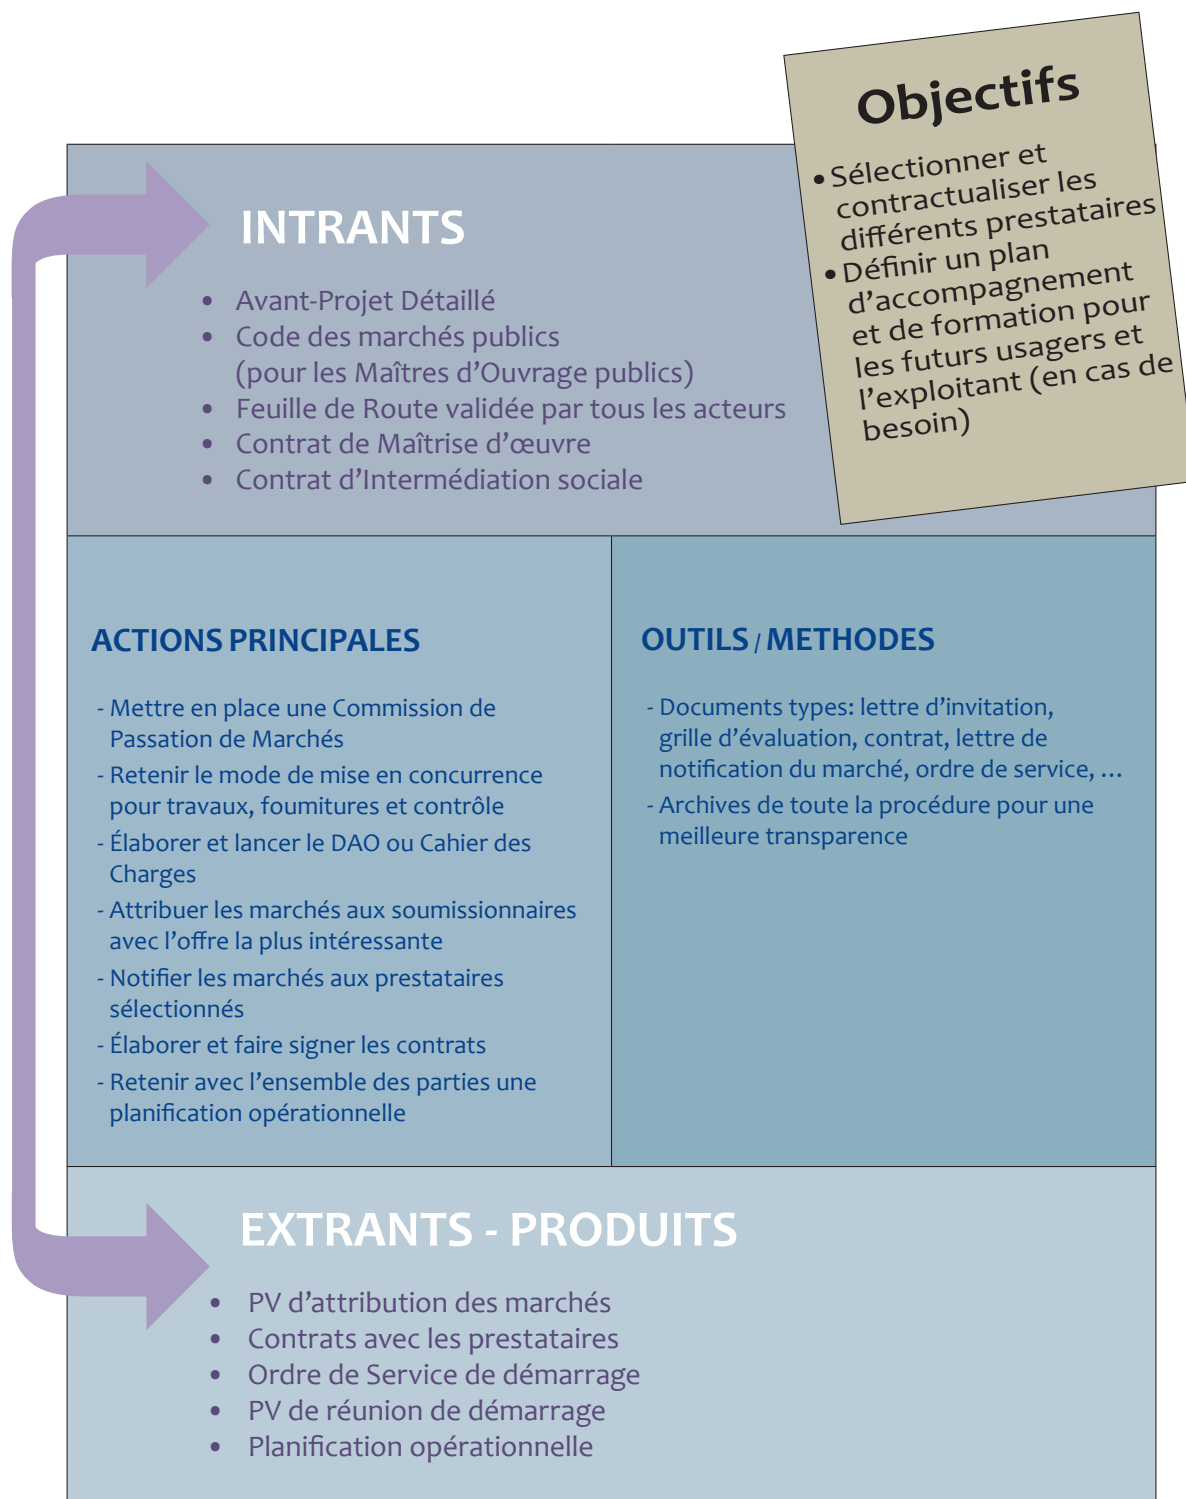 Objectifs
• Sélectionner et
contractualiser les
différents prestataires
• Définir un plan
d’accompagnement
et de formation pour
les futurs usagers et
l’exploitant (en cas de
besoin)
INTRANTS
• Avant-Projet Détaillé
• Code des marchés publics
(pour les Maîtres d’Ouvrage publics)
• Feuille de Route validée par tous les acteurs
• Contrat de Maîtrise d’œuvre
• Contrat d’Intermédiation sociale
ACTIONS PRINCIPALES
- Mettre en place une Commission de
Passation de Marchés
- Retenir le mode de mise en concurrence
pour travaux, foumitures et contrôle
- Élaborer et lancer le DAO ou Cahier des
Charges
- Attribuer les marchés aux soumissionnaires
avec l’offre la plus intéressante
- Notifier les marchés aux prestataires
sélectionnés
- Élaborer et faire signer les contrats
- Retenir avec l’ensemble des parties une
planification opérationnelle
OUTILS / METHODES
- Documents types: lettre d’invitation,
grille d’évaluation, contrat, lettre de
notification du marché, ordre de service, …
- Archives de toute la procédure pour une
meilleure transparence
EXTRANTS - PRODUITS
• PV d’attribution des marchés
• Contrats avec les prestataires
• Ordre de Service de démarrage
• PV de réunion de démarrage
• Planification opérationnelle